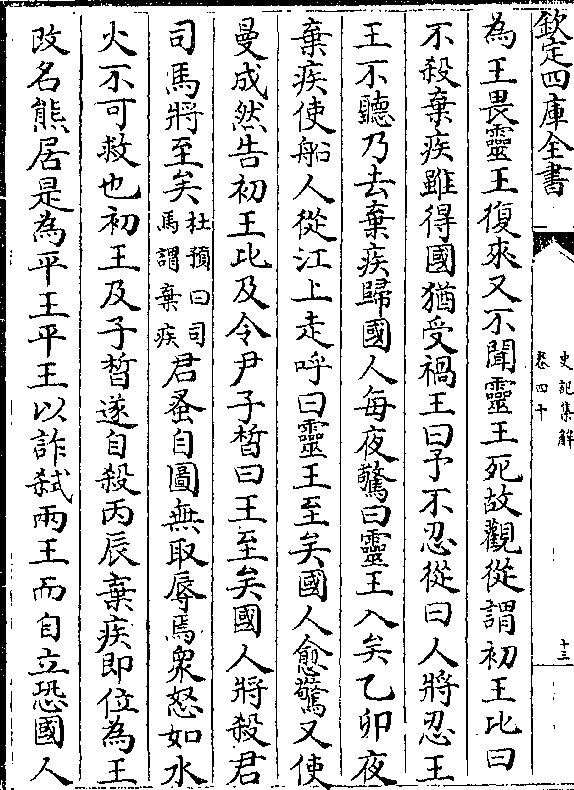 欽定四庫全書
史記集解
卷四十
十三
為王畏靈王復來又不聞靈王死故觀從謂初王比曰
不殺棄疾雖得國猶受禍王曰予不忍從曰人將忍王
王不聽乃去棄疾歸國人每夜驚曰靈王入矣乙卯夜
棄疾使船人從江上走呼曰靈王至矣國人愈驚又使
曼成然告初王比及令尹子晳曰王至矣國人將殺君
司馬將至矣杜預曰司馬謂棄疾君蚤自圖無取辱焉衆怒如水
火不可救也初王及子晳遂自殺丙辰棄疾即位為王
改名熊居是為平王平王以詐弑兩王而自立恐國人